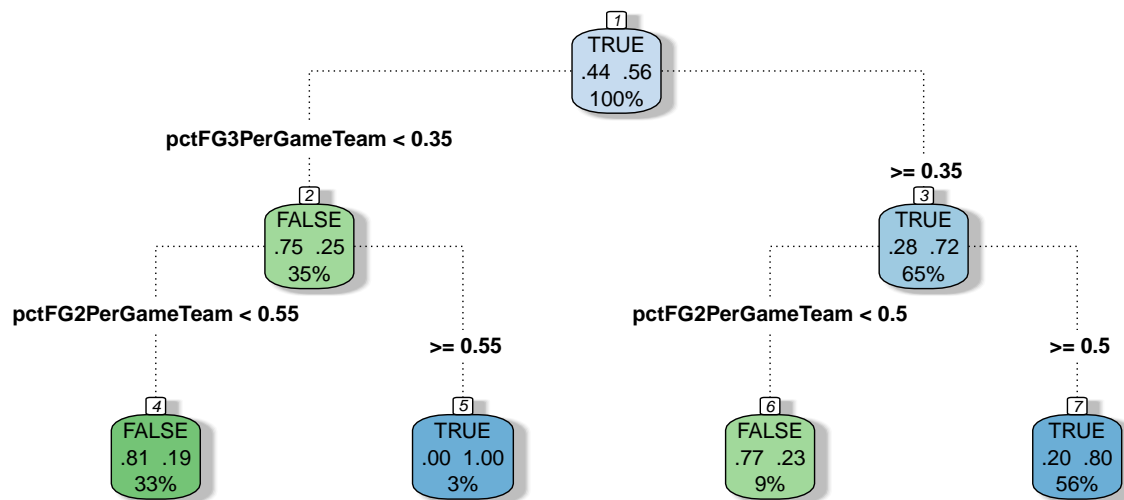 1
TRUE
.44 .56
100%
pctFG3PerGameTeam < 0.35
>= 0.35
2
FALSE
.75 .25
35%
3
TRUE
.28 .72
65%
pctFG2PerGameTeam < 0.55
>= 0.55
pctFG2PerGameTeam < 0.5
>= 0.5
4
FALSE
.81 .19
33%
5
TRUE
.00 1.00
3%
6
FALSE
.77 .23
9%
7
TRUE
.20 .80
56%